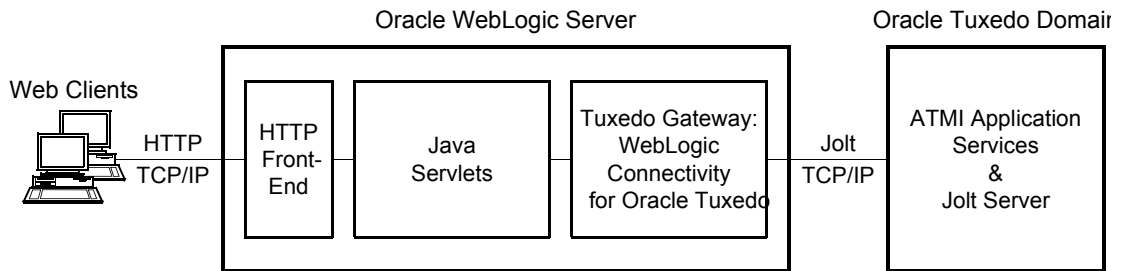 Oracle WebLogic Server
Oracle Tuxedo Domain
Web Clients
HTTP
TCP/IP
HTTP
Front-
End
Java
Servlets
Tuxedo Gateway:
WebLogic
Connectivity
for Oracle Tuxedo
Jolt
TCP/IP
ATMI Application
Services
&
Jolt Server